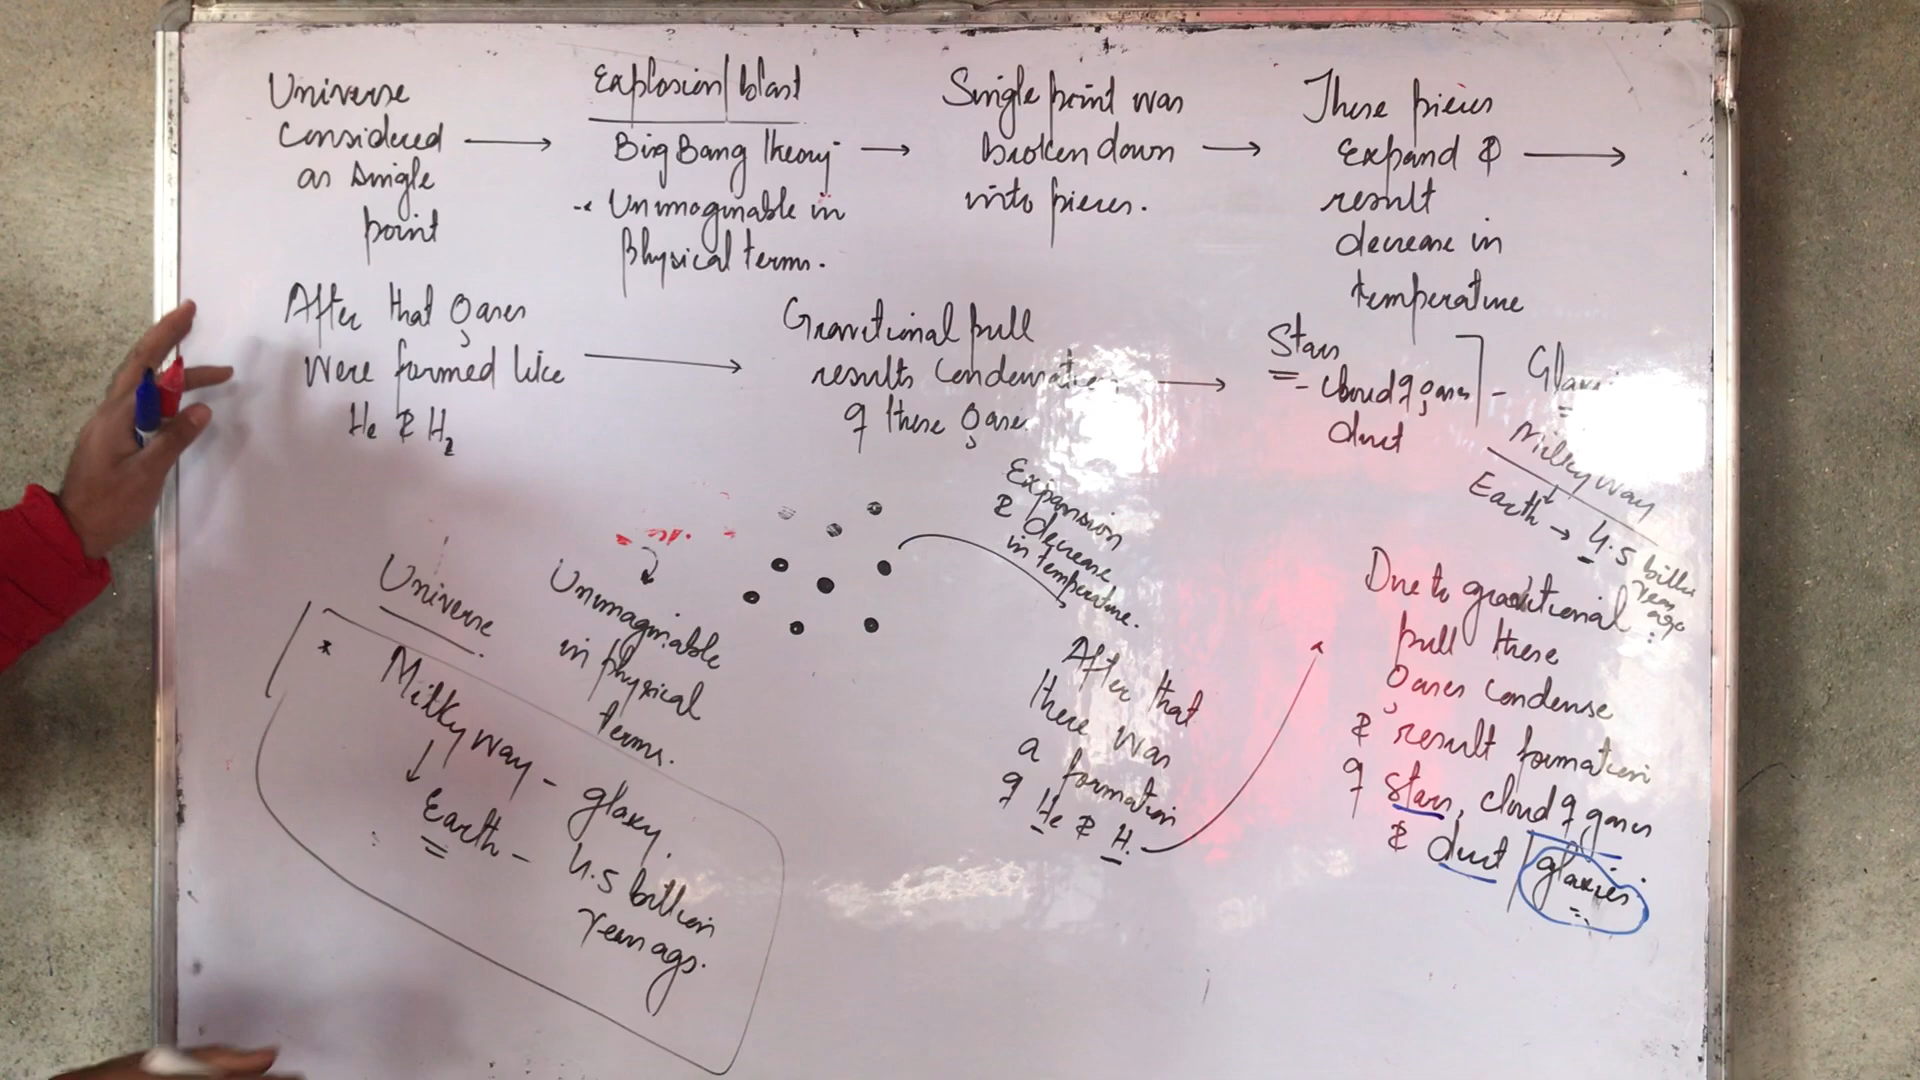 Universe
Considered
as single
point
Explosion/blast
Big Bang theory
Unimaginable in
physical terms.
Single point was
broken down
into pieces.
These pieces
Expand &
result
decrease in
temperature
After that gases
Were formed like
He & H2
Gravitional pull
results Condensation
of these gases
Stars
- cloud of gases
dust
Milky Way
Earth → 4.5 billion
years
ago
Expansion
& decrease
in temperature.
Universe
Unimaginable
in physical
terms.
* Milky way - glaxy.
Earth - 4.5 billion
Years ago.
After that
there was
a formation
of He & H.
Due to gravitional
pull these
gases condense
& result formation
of stars, cloud of gases
& dust / glaxies.